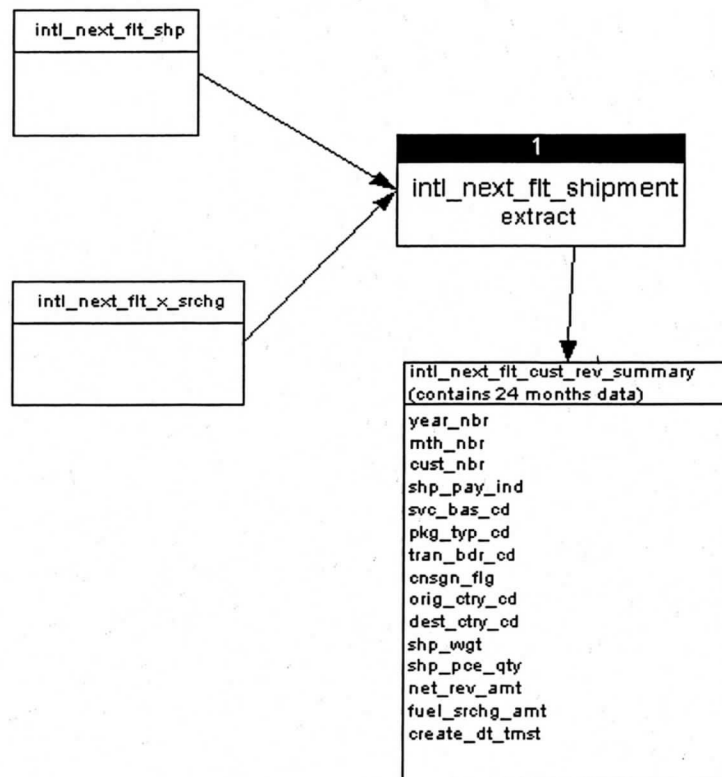 intl_next_flt_shp
1
intl_next_flt_shipment
extract
intl_next_flt_x_srchg
intl_next_flt_cust_rev_summary
(contains 24 months data)
year_nbr
mth_nbr
cust_nbr
shp_pay_ind
svc_bas_cd
pkg_typ_cd
tran_bdr_cd
cnsgn_flg
orig_ctry_cd
dest_ctry_cd
shp_wgt
shp_pce_qty
net_rev_amt
fuel_srchg_amt
create_dt_tmst